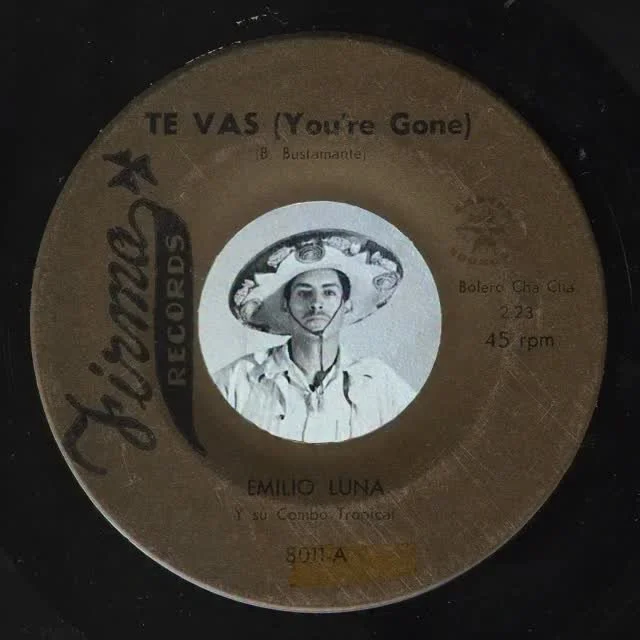 TE VAS (You're Gone)
(B. Bustamante)
Firma
RECORDS
Bolero Cha Cha
2:23
45 rpm
EMILIO LUNA
Y su Combo Tropical
8011-A